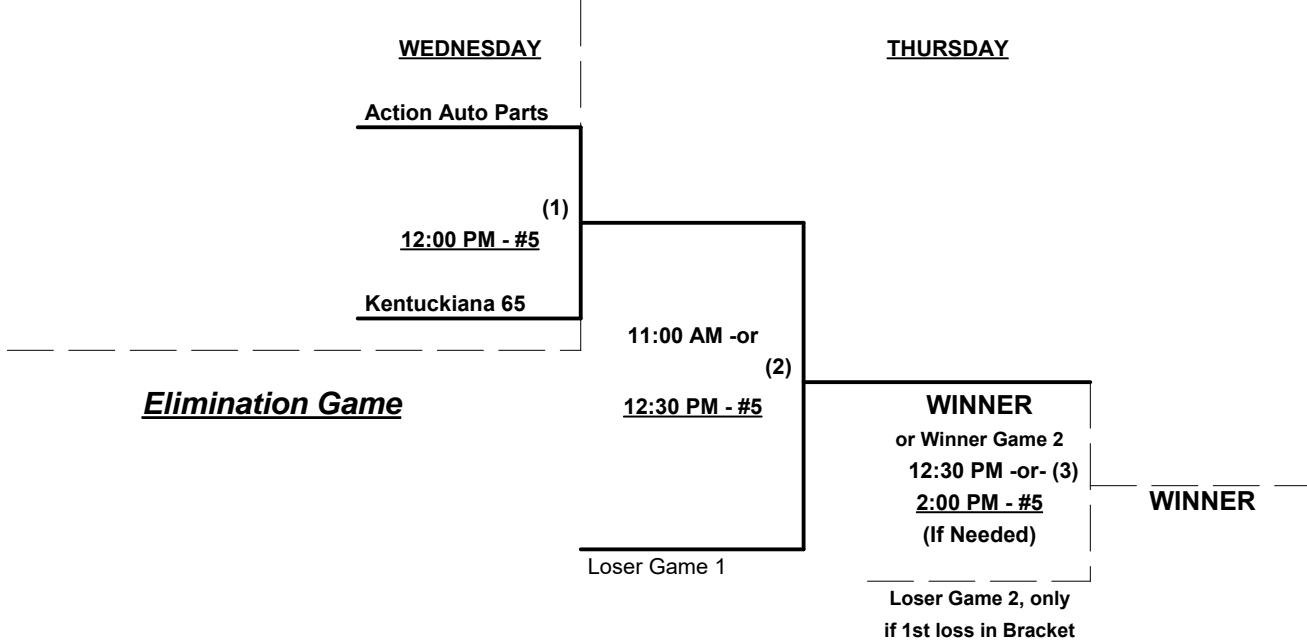 WEDNESDAY
THURSDAY
Action Auto Parts
(1)
12:00 PM - #5
Kentuckiana 65
11:00 AM -or
(2)
12:30 PM - #5
Elimination Game
WINNER
or Winner Game 2
12:30 PM -or- (3)
2:00 PM - #5
(If Needed)
WINNER
Loser Game 1
Loser Game 2, only
if 1st loss in Bracket